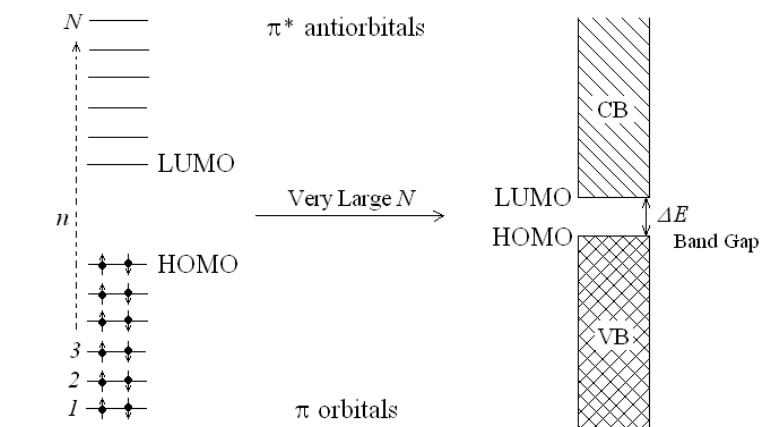 N
π* antiorbitals
CB
LUMO
Very Large N
LUMO
n
ΔE
HOMO
Band Gap
HOMO
3
VB
2
1
π orbitals